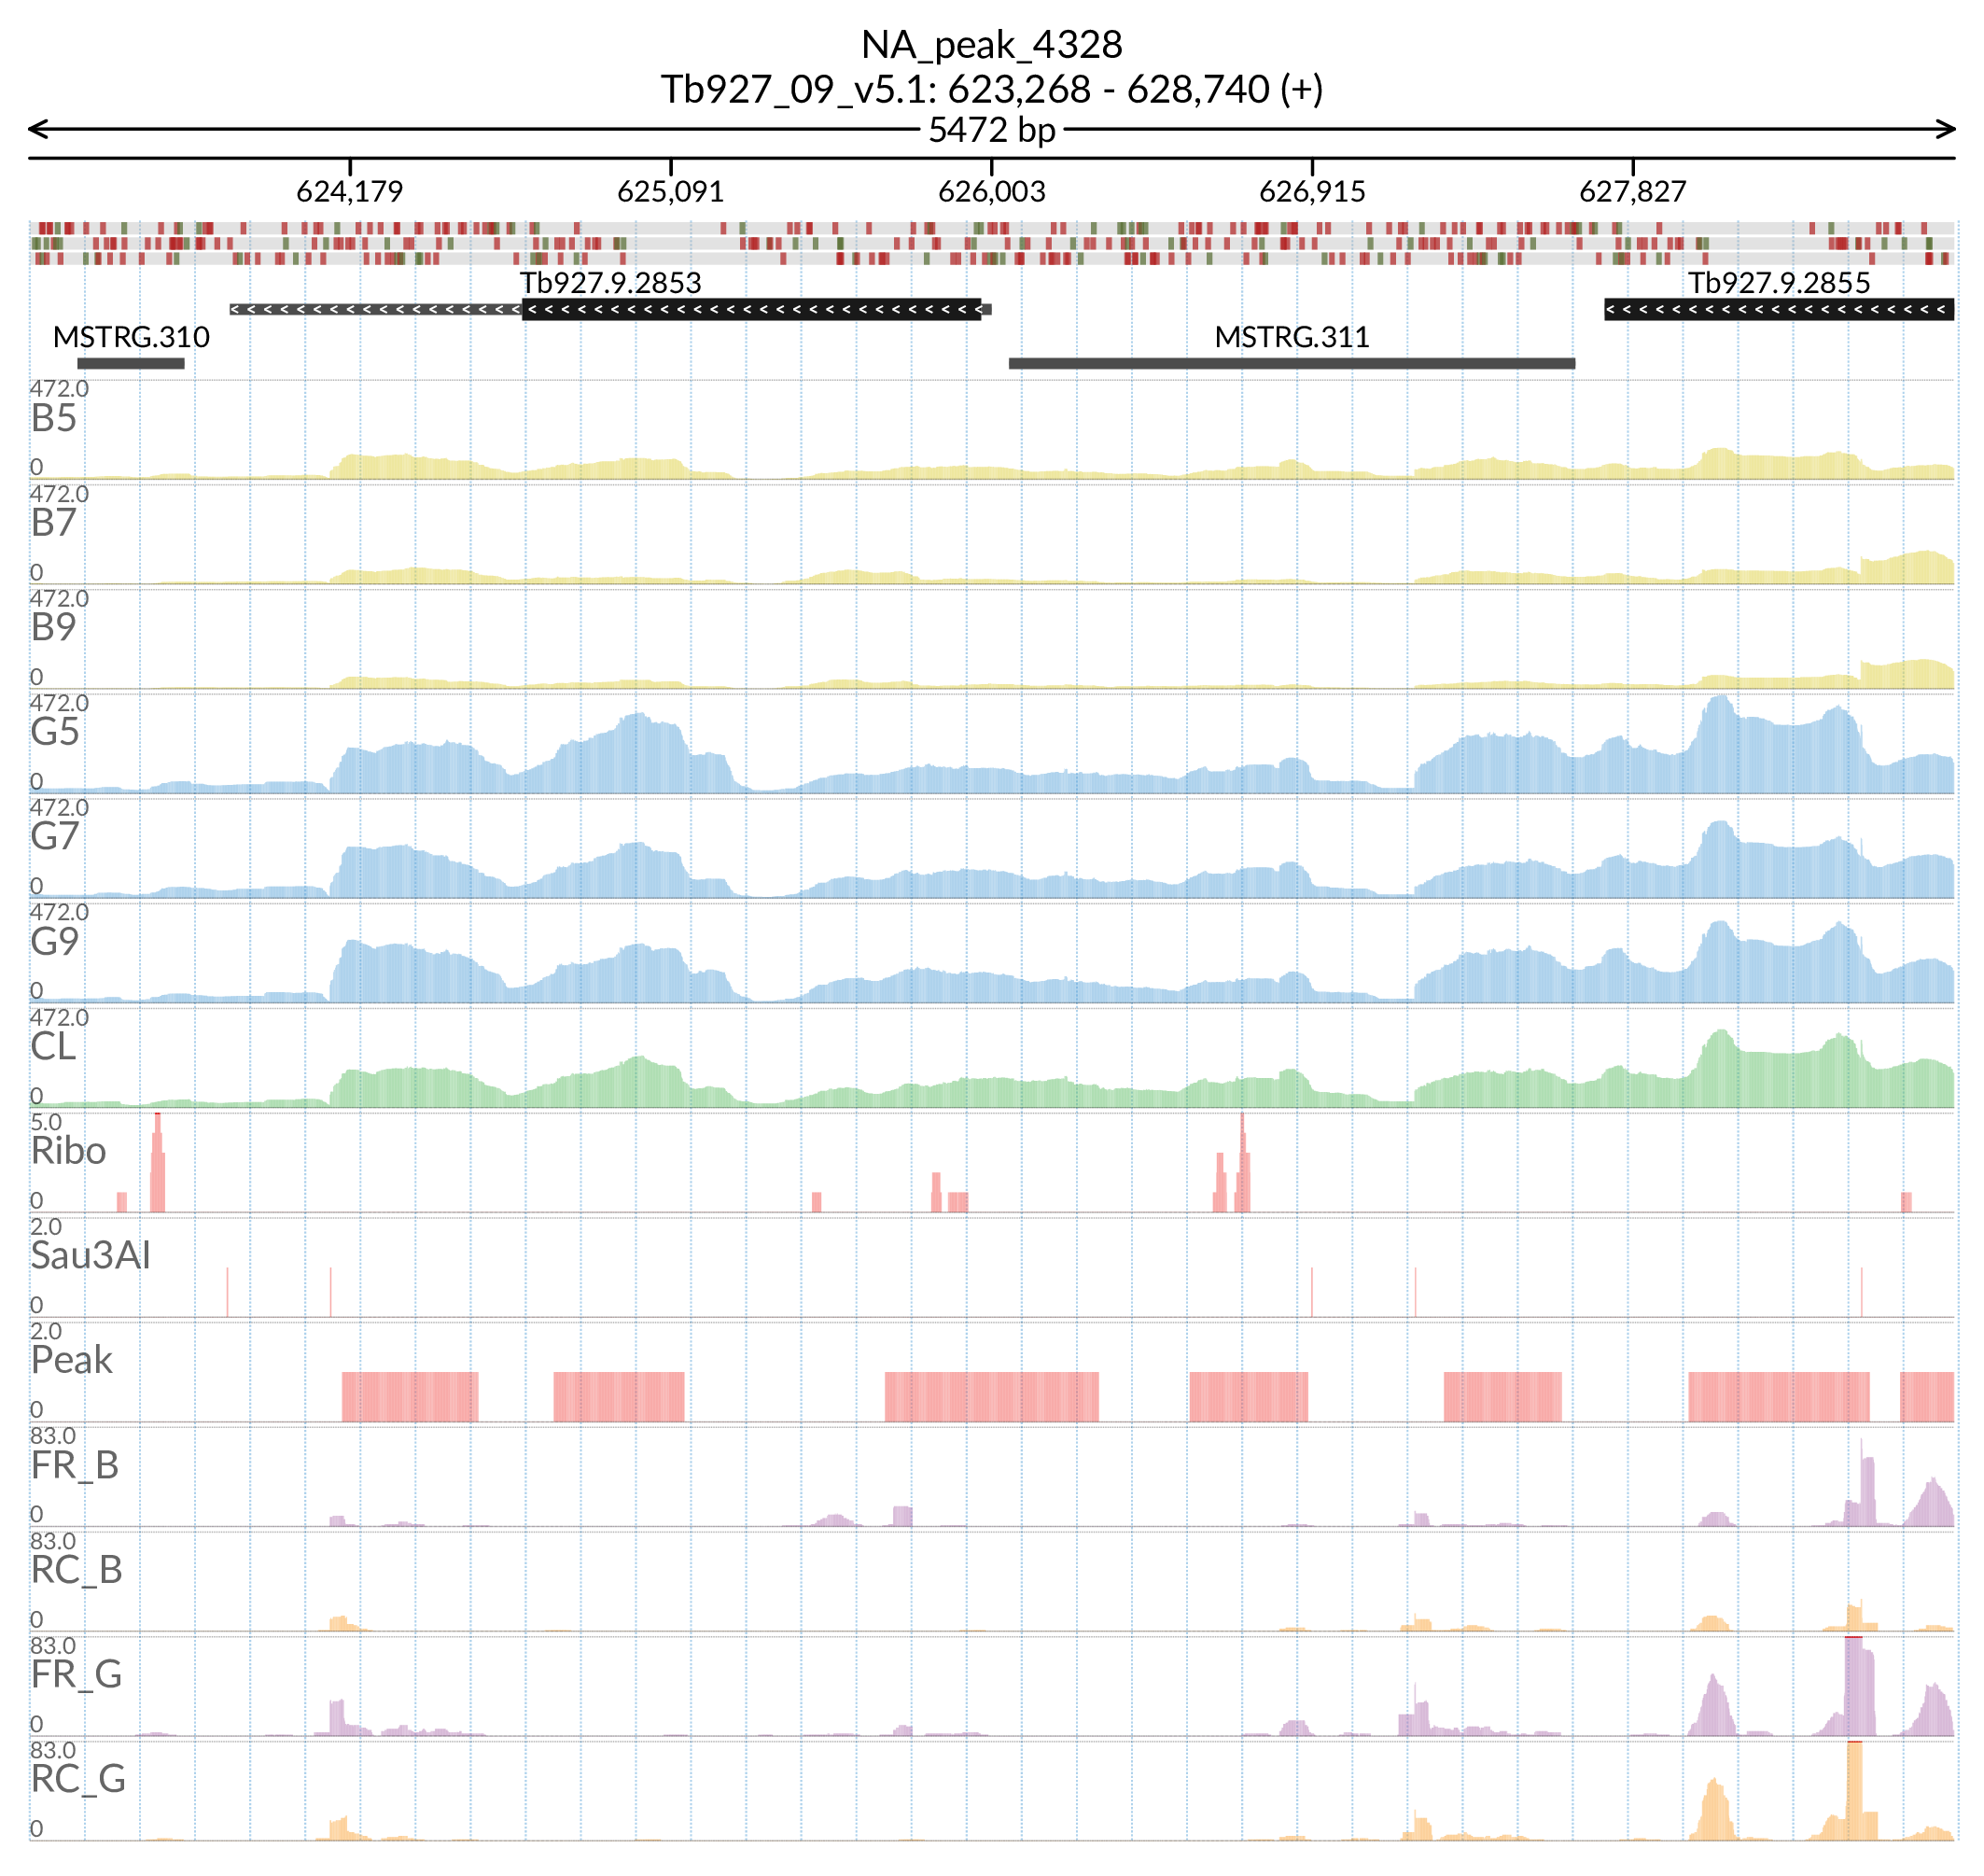 NA_peak_4328
Tb927_09_v5.1: 623,268 - 628,740 (+)
5472 bp
624,179 625,091 626,003 626,915 627,827
Tb927.9.2853 Tb927.9.2855
MSTRG.310 MSTRG.311
472.0
B5
0
472.0
B7
0
472.0
B9
0
472.0
G5
0
472.0
G7
0
472.0
G9
0
472.0
CL
0
5.0
Ribo
0
2.0
Sau3AI
0
2.0
Peak
0
83.0
FR_B
0
83.0
RC_B
0
83.0
FR_G
0
83.0
RC_G
0